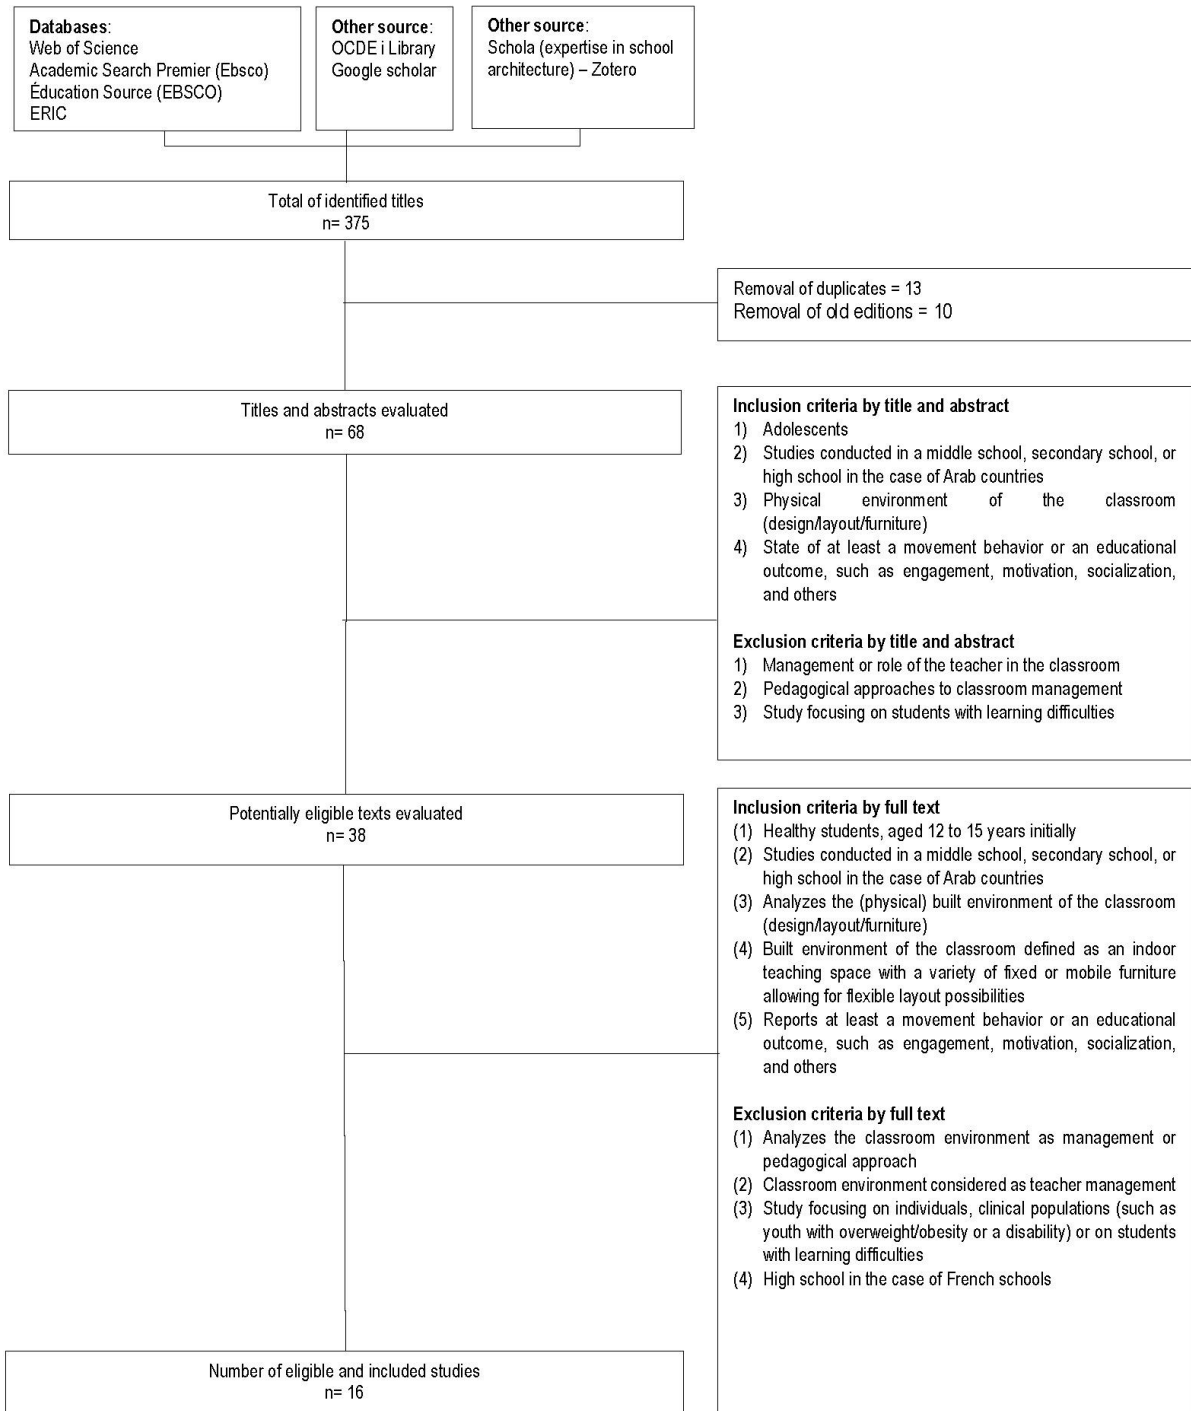 Databases:
Web of Science
Academic Search Premier (Ebsco)
Éducation Source (EBSCO)
ERIC
Other source:
OCDE i Library
Google scholar
Other source:
Schola (expertise in school
architecture) – Zotero
Total of identified titles
n= 375
Removal of duplicates = 13
Removal of old editions = 10
Titles and abstracts evaluated
n= 68
Inclusion criteria by title and abstract
1) Adolescents
2) Studies conducted in a middle school, secondary school, or
high school in the case of Arab countries
3) Physical environment of the classroom
(design/layout/furniture)
4) State of at least a movement behavior or an educational
outcome, such as engagement, motivation, socialization,
and others
Exclusion criteria by title and abstract
1) Management or role of the teacher in the classroom
2) Pedagogical approaches to classroom management
3) Study focusing on students with learning difficulties
Potentially eligible texts evaluated
n= 38
Inclusion criteria by full text
(1) Healthy students, aged 12 to 15 years initially
(2) Studies conducted in a middle school, secondary school, or
high school in the case of Arab countries
(3) Analyzes the (physical) built environment of the classroom
(design/layout/furniture)
(4) Built environment of the classroom defined as an indoor
teaching space with a variety of fixed or mobile furniture
allowing for flexible layout possibilities
(5) Reports at least a movement behavior or an educational
outcome, such as engagement, motivation, socialization,
and others
Exclusion criteria by full text
(1) Analyzes the classroom environment as management or
pedagogical approach
(2) Classroom environment considered as teacher management
(3) Study focusing on individuals, clinical populations (such as
youth with overweight/obesity or a disability) or on students
with learning difficulties
(4) High school in the case of French schools
Number of eligible and included studies
n= 16